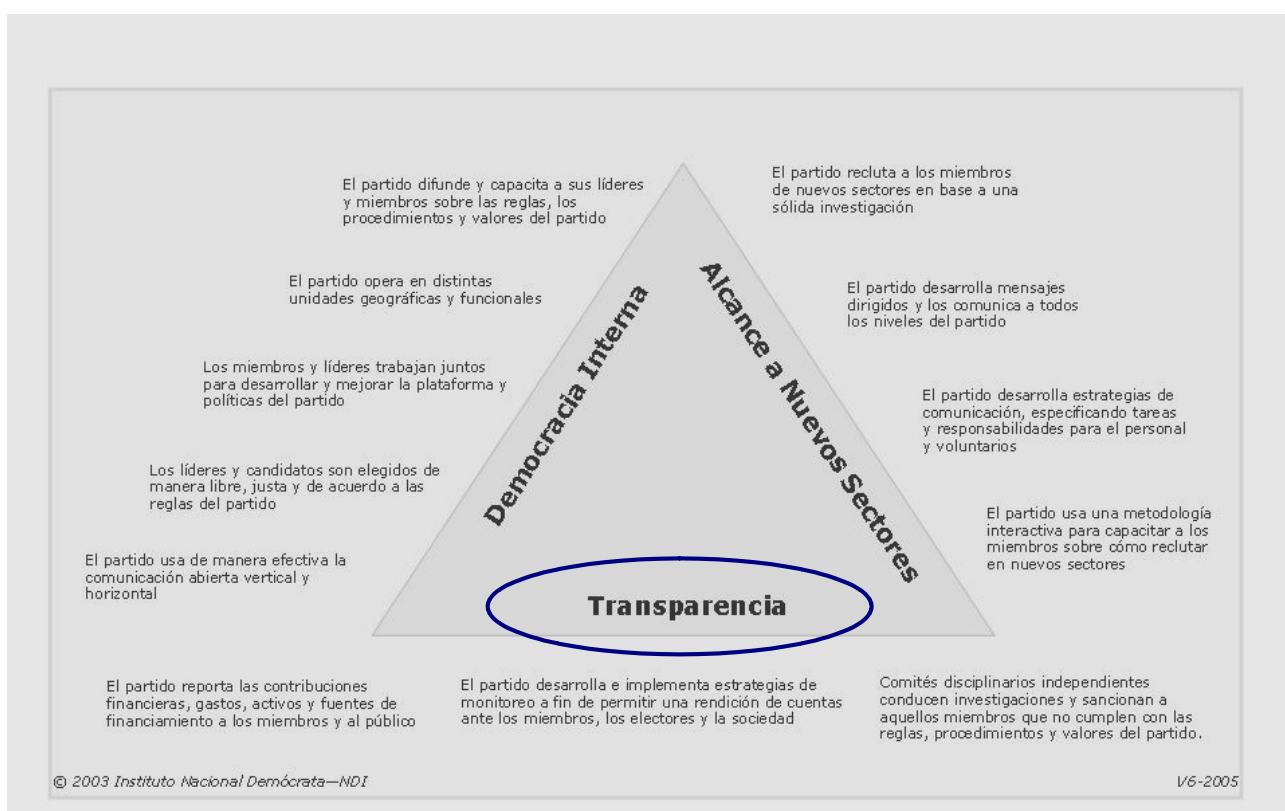 El partido difunde y capacita a sus líderes
y miembros sobre las reglas, los
procedimientos y valores del partido
El partido opera en distintas
unidades geográficas y funcionales
Los miembros y líderes trabajan juntos
para desarrollar y mejorar la plataforma y
políticas del partido
Los líderes y candidatos son elegidos de
manera libre, justa y de acuerdo a las
reglas del partido
El partido usa de manera efectiva la
comunicación abierta vertical y
horizontal
Democracia Interna
Alcance a Nuevos Sectores
El partido recluta a los miembros
de nuevos sectores en base a una
sólida investigación
El partido desarrolla mensajes
dirigidos y los comunica a todos
los niveles del partido
El partido desarrolla estrategias de
comunicación, especificando tareas
y responsabilidades para el personal
y voluntarios
El partido usa una metodología
interactiva para capacitar a los
miembros sobre cómo reclutar
en nuevos sectores
Transparencia
El partido reporta las contribuciones
financieras, gastos, activos y fuentes de
financiamiento a los miembros y al público
El partido desarrolla e implementa estrategias de
monitoreo a fin de permitir una rendición de cuentas
ante los miembros, los electores y la sociedad
Comités disciplinarios independientes
conducen investigaciones y sancionan a
aquellos miembros que no cumplen con las
reglas, procedimientos y valores del partido.
© 2003 Instituto Nacional Demócrata—NDI
V6-2005